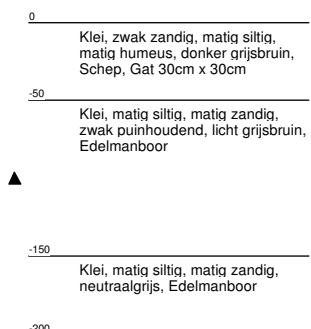 0
Klei, zwak zandig, matig siltig,
matig humeus, donker grijsbruin,
Schep, Gat 30cm x 30cm
-50
Klei, matig siltig, matig zandig,
zwak puinhoudend, licht grijsbruin,
Edelmanboor
-150
Klei, matig siltig, matig zandig,
neutraalgrijs, Edelmanboor
-200